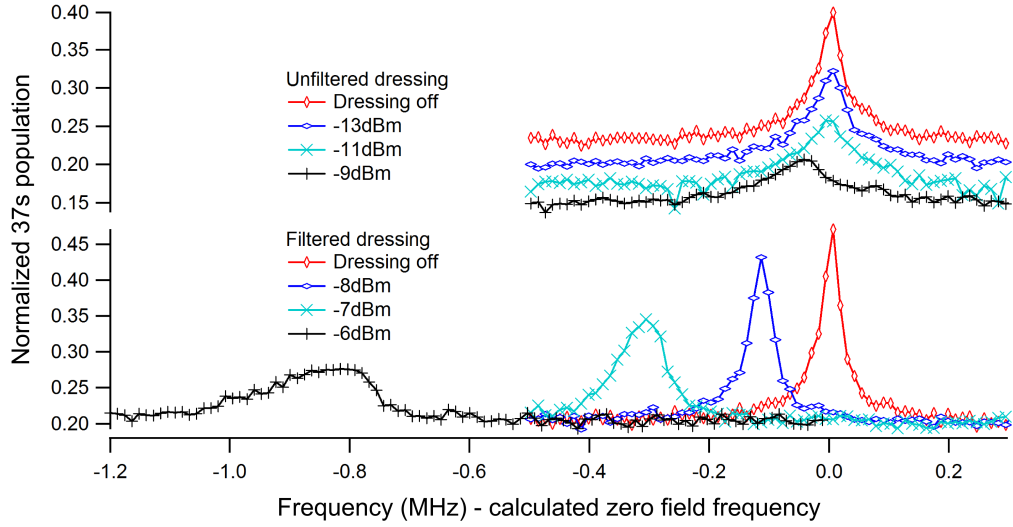 0.40
0.35
0.30
0.25
0.20
0.15
Unfiltered dressing
Dressing off
-13dBm
-11dBm
-9dBm
0.45
0.40
0.35
0.30
0.25
0.20
Filtered dressing
Dressing off
-8dBm
-7dBm
-6dBm
Normalized 37s population
-1.2 -1.0 -0.8 -0.6 -0.4 -0.2 0.0 0.2
Frequency (MHz) - calculated zero field frequency